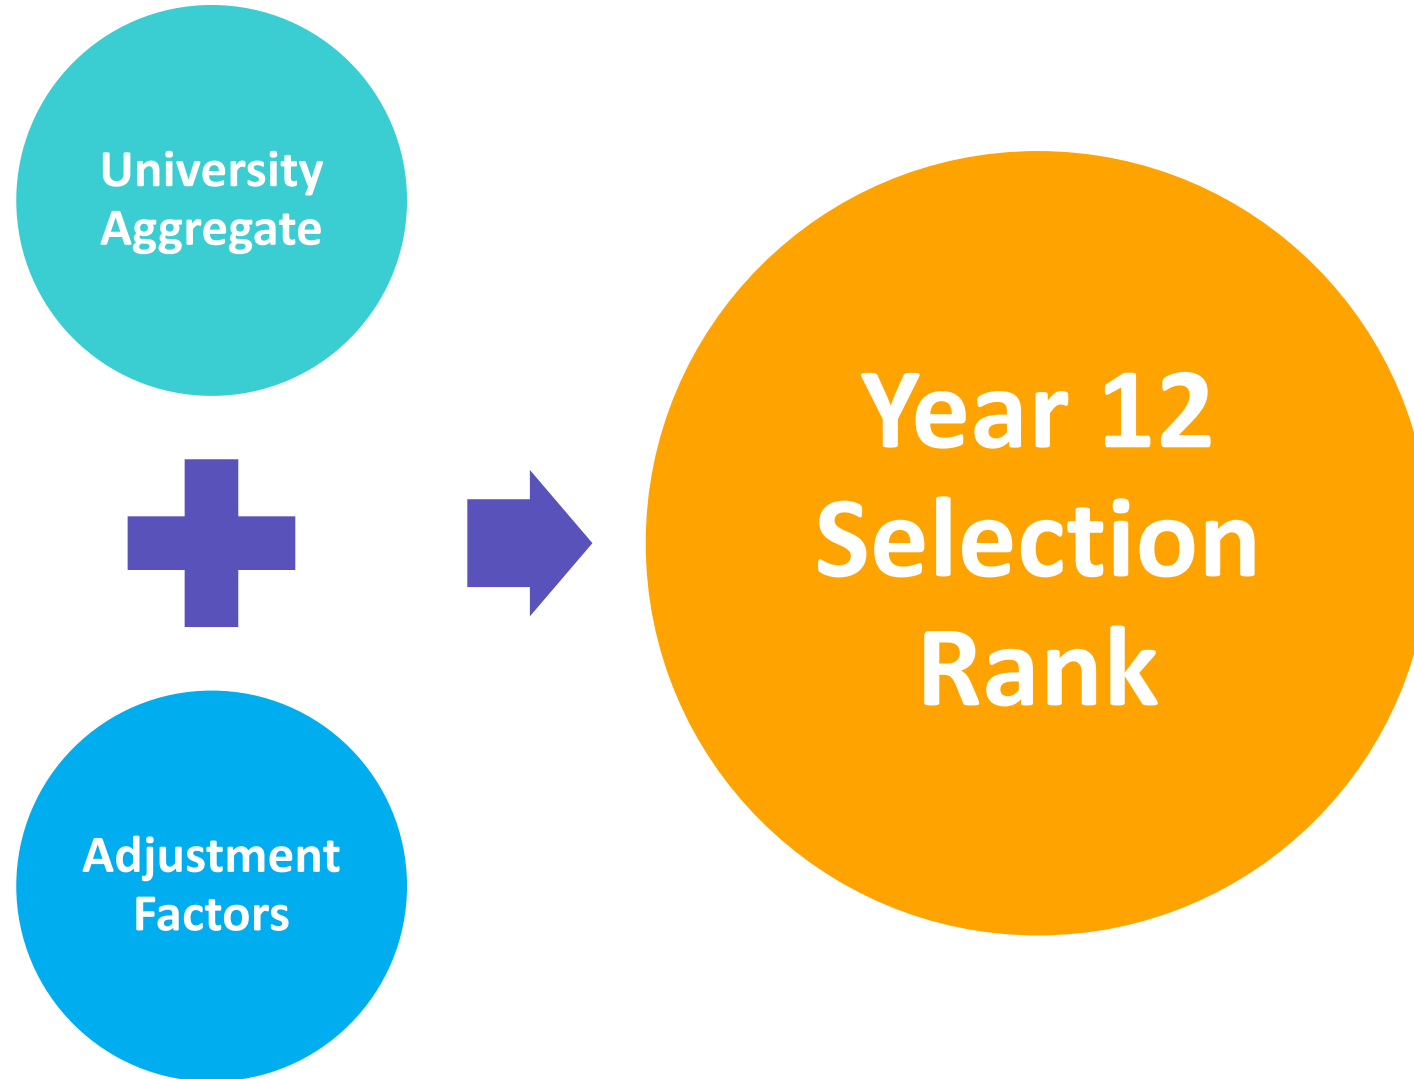 University
Aggregate
Adjustment
Factors
Year 12
Selection
Rank